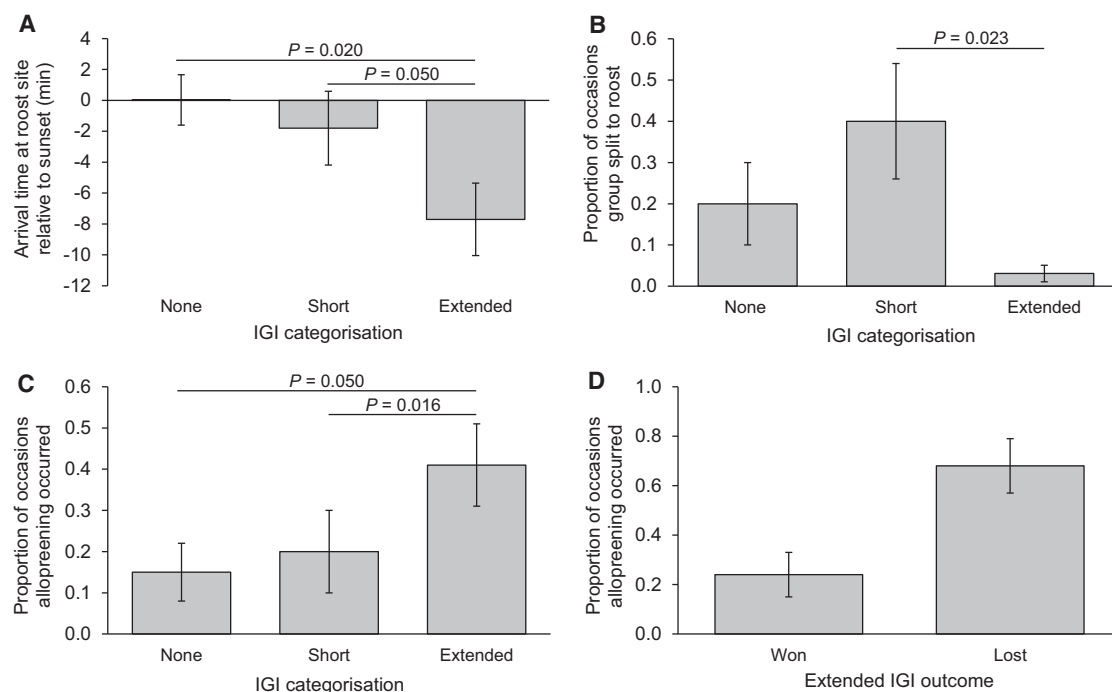 A
Arrival time at roost site
relative to sunset (min)
4
2
0
-2
-4
-6
-8
-10
-12
P = 0.020
P = 0.050
None Short Extended
IGI categorisation
B
Proportion of occasions
group split to roost
0.6
0.5
0.4
0.3
0.2
0.1
0.0
P = 0.023
None Short Extended
IGI categorisation
C
Proportion of occasions
allopreening occurred
0.6
0.5
0.4
0.3
0.2
0.1
0.0
P = 0.050
P = 0.016
None Short Extended
IGI categorisation
D
Proportion of occasions
allopreening occurred
1.0
0.8
0.6
0.4
0.2
0.0
Won Lost
Extended IGI outcome